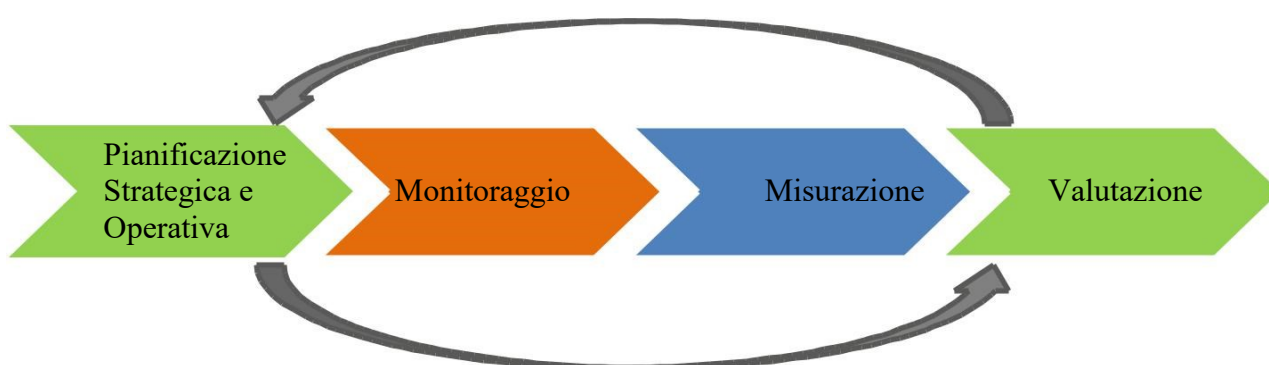 Pianificazione
Strategica e
Operativa
Monitoraggio
Misurazione
Valutazione